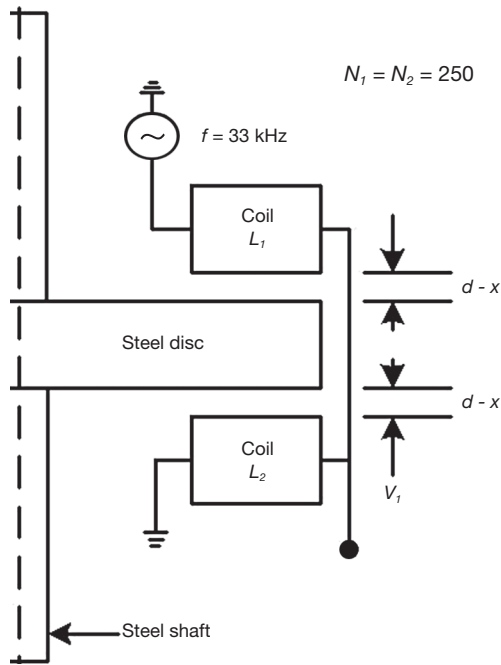 N₁ = N₂ = 250
f = 33 kHz
Coil
L₁
d - x
Steel disc
d - x
Coil
L₂
V₁
Steel shaft